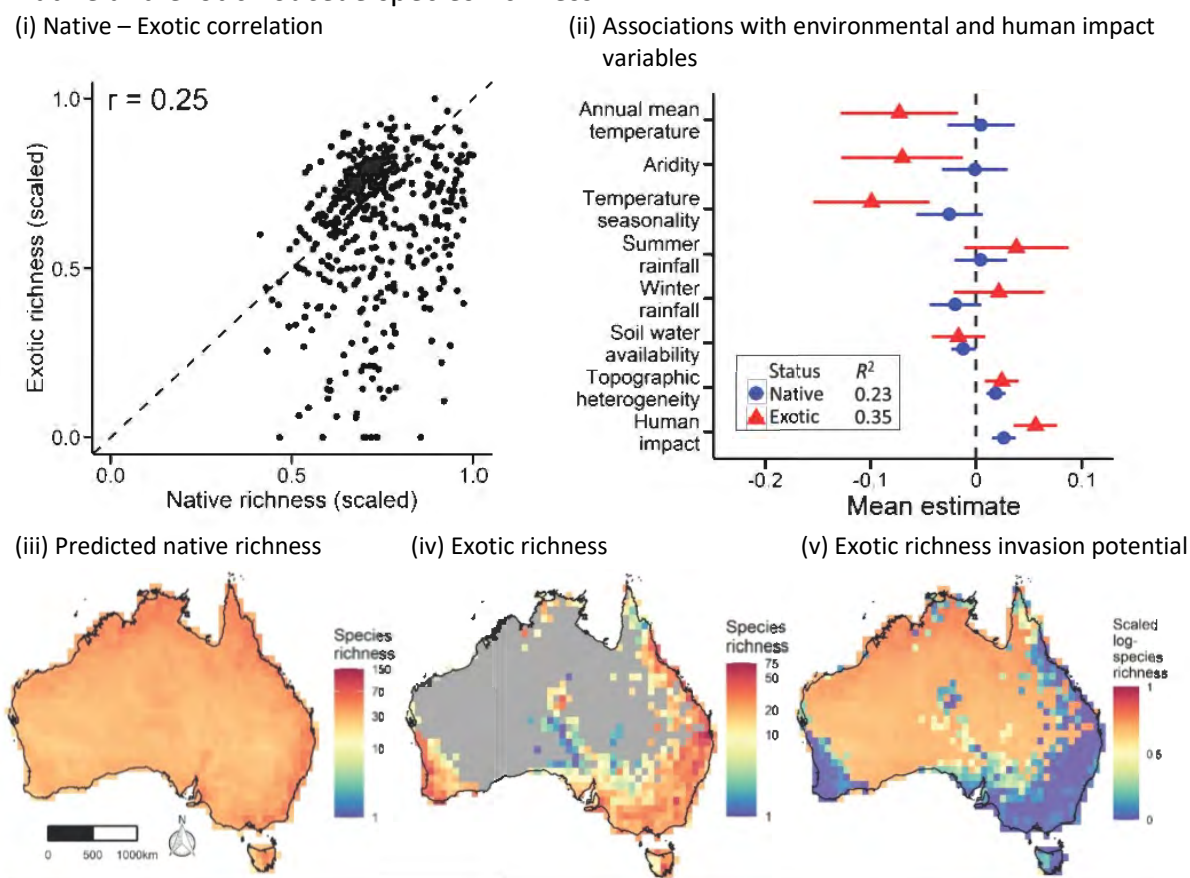 species richness
(i) Native – Exotic correlation
(ii) Associations with environmental and human impact
variables
r = 0.25
1.0
0.5
0.0
Exotic richness (scaled)
0.0 0.5 1.0
Native richness (scaled)
Annual mean
temperature
Aridity
Temperature
seasonality
Summer
rainfall
Winter
rainfall
Soil water
availability
Topographic
heterogeneity
Human
impact
Status R²
Native 0.23
Exotic 0.35
-0.2 -0.1 0 0.1
Mean estimate
(iii) Predicted native richness
Species
richness
150
70
30
10
1
N
0 500 1000km
(iv) Exotic richness
Species
richness
75
50
20
10
1
(v) Exotic richness invasion potential
Scaled
log-
species
richness
1
0.5
0